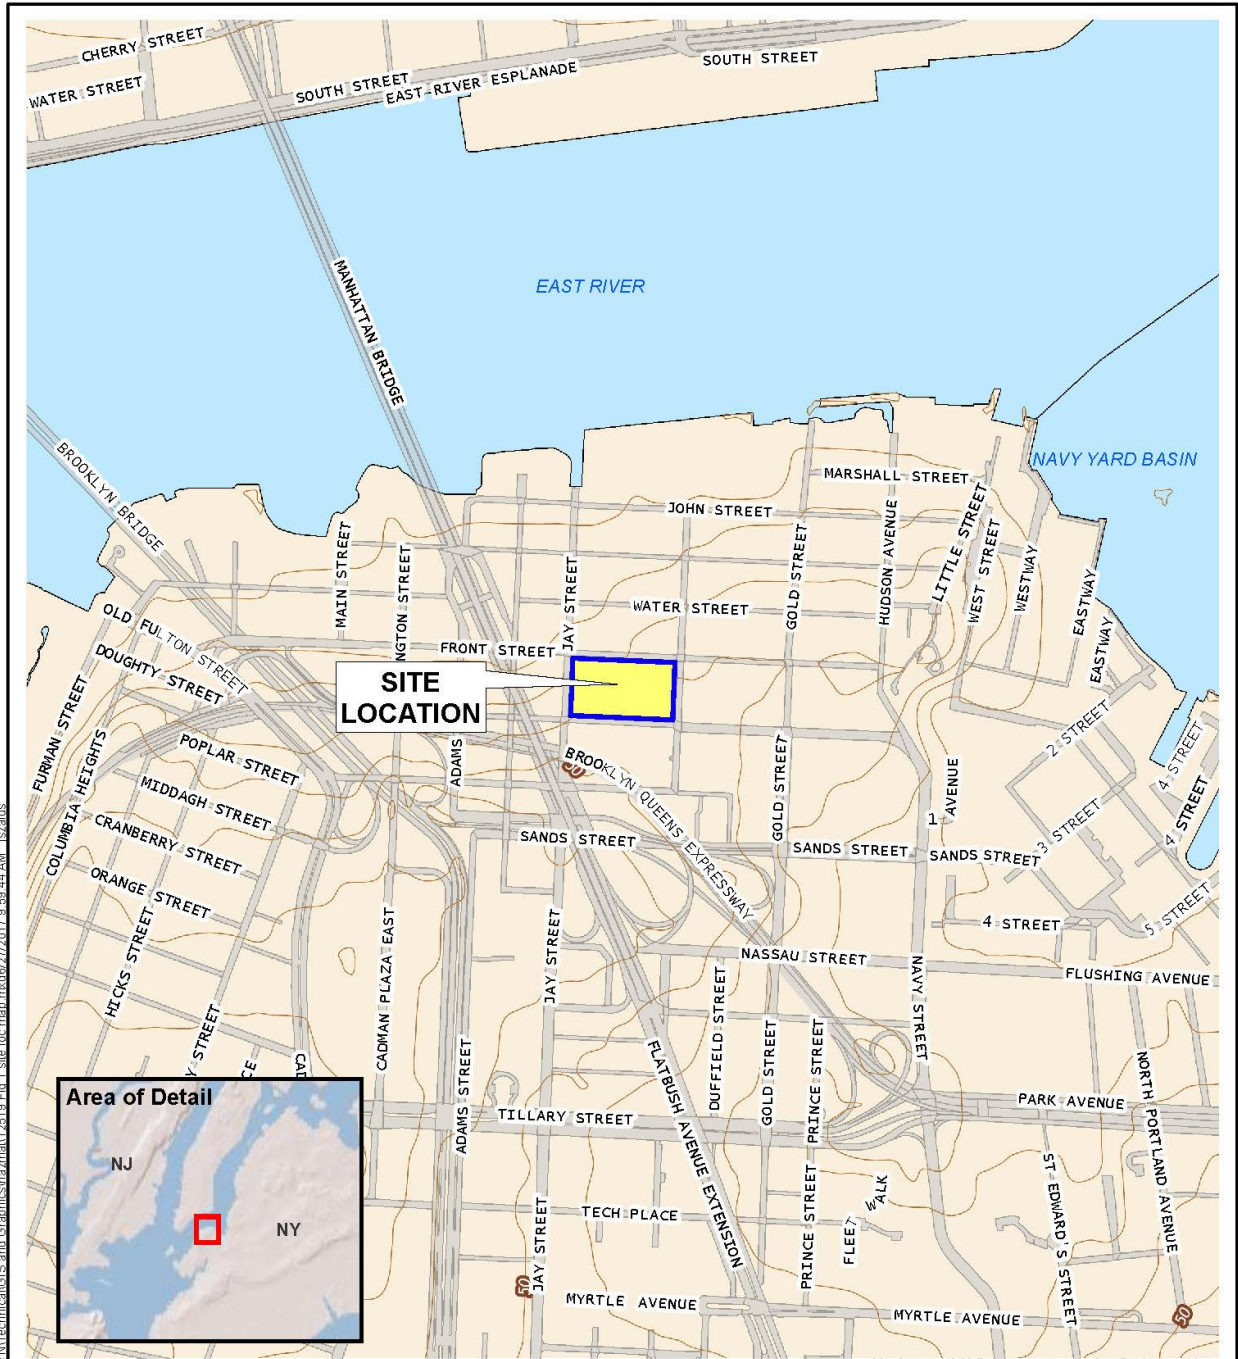 CHERRY STREET
SOUTH STREET
WATER STREET
SOUTH STREET
EAST RIVER ESPLANADE
MANHATTAN BRIDGE
EAST RIVER
BROOKLYN BRIDGE
NAVY YARD BASIN
MARSHALL STREET
JOHN STREET
LITTLE STREET
MAIN STREET
NGTON STREET
JAY STREET
GOLD STREET
HUDSON AVENUE
WEST STREET
WESTWAY
EASTWAY
WATER STREET
OLD FULTON STREET
FRONT STREET
EASTWAY
DOUGHTY STREET
SITE
LOCATION
FURMAN STREET
COLUMBIA HEIGHTS
POPLAR STREET
ADAMS
BROOKLYN QUEENS EXPRESSWAY
50
GOLD STREET
2 STREET
4 STREET
4 STREET
MIDDAGH STREET
1 AVENUE
3 STREET
CRANBERRY STREET
SANDS STREET
SANDS STREET
SANDS STREET
ORANGE STREET
HICKS STREET
CADMAN PLAZA EAST
JAY STREET
4 STREET
5 STREET
NASSAU STREET
FLUSHING AVENUE
NAVY STREET
Y STREET
CE
CAD
ADAMS STREET
FLATBUSH AVENUE EXTENSION
DUFFIELD STREET
GOLD STREET
PRINCE STREET
NORTH PORTLAND AVENUE
PARK AVENUE
TILLARY STREET
Area of Detail
NJ
NY
JAY STREET
TECH PLACE
PRINCE STREET
FLEET WALK
ST EDWARD'S STREET
50
MYRTLE AVENUE
MYRTLE AVENUE
50